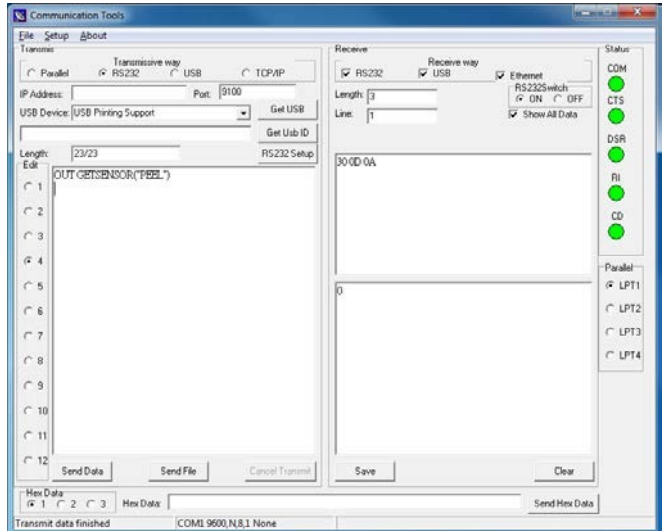 Communication Tools
File Setup About
Transmis
Transmissive way
Parallel RS232 USB TCP/IP
IP Address: Port: 9100
USB Device: USB Printing Support Get USB
Get Usb ID
Length: 23/23 RS232 Setup
Edit
OUT GETSENSOR("PEEL")
1
2
3
4
5
6
7
8
9
10
11
12
Send Data Send File Cancel Transmit
Receive
Receive way
RS232 USB Ethernet
Length: 3
Line: 1
RS232Switch
ON OFF
Show All Data
30 0D 0A
0
Save Clear
Status
COM
CTS
DSR
RI
CD
Parallel
LPT1
LPT2
LPT3
LPT4
Hex Data
1 2 3 Hex Data: Send Hex Data
Transmit data finished COM1 9600,N,8,1 None